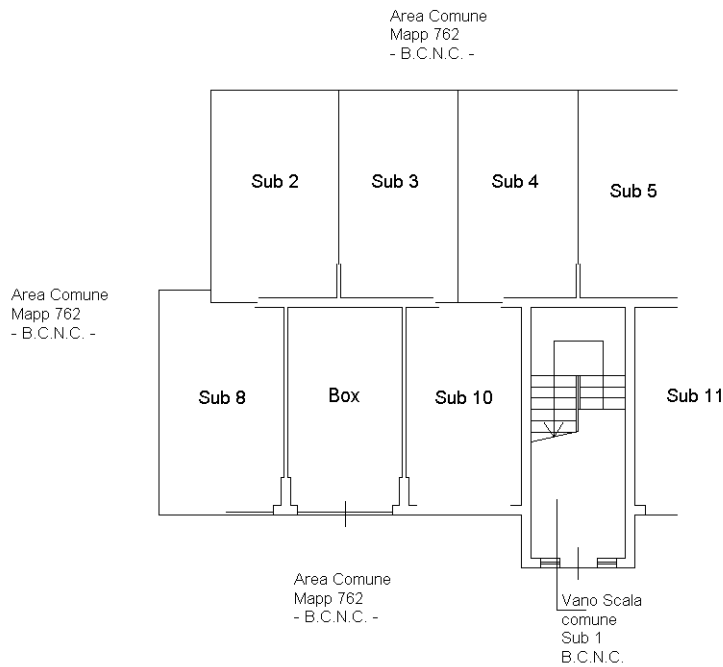 Area Comune
Mapp 762
- B.C.N.C. -
Sub 2
Sub 3
Sub 4
Sub 5
Area Comune
Mapp 762
- B.C.N.C. -
Sub 8
Box
Sub 10
Sub 11
Area Comune
Mapp 762
- B.C.N.C. -
Vano Scala
comune
Sub 1
B.C.N.C.